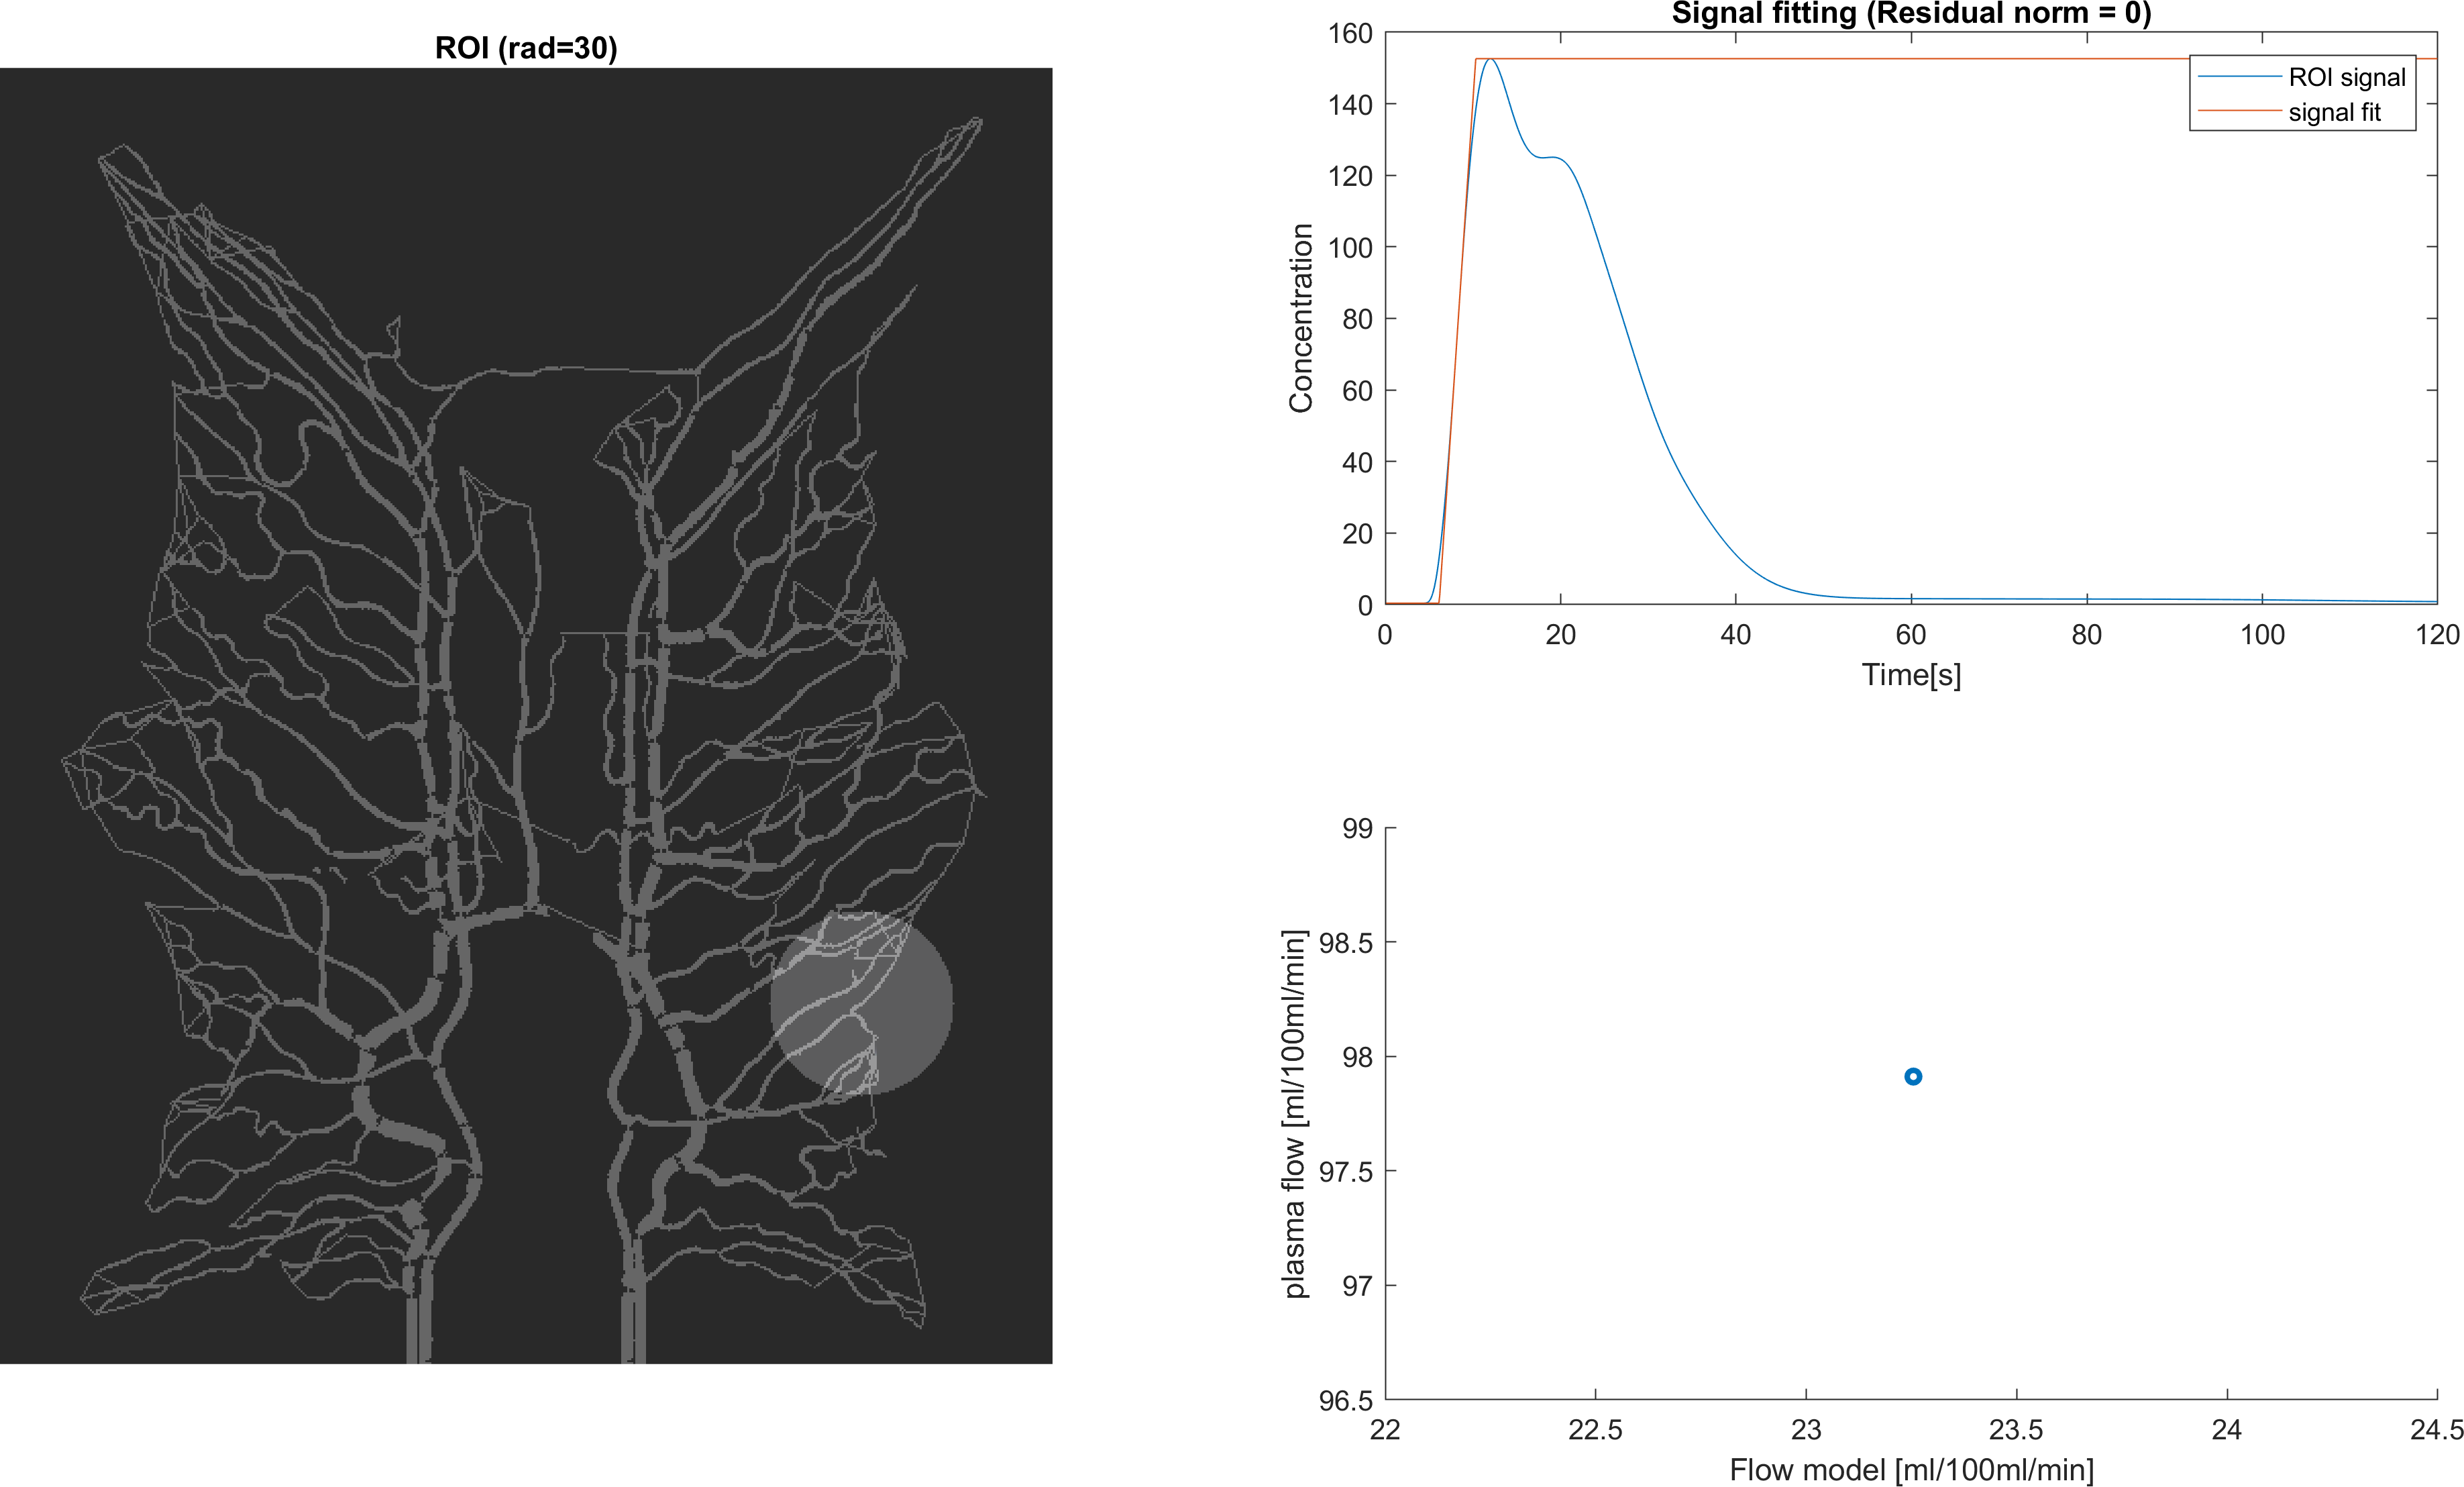 ROI (rad=30)
Signal fitting (Residual norm = 0)
160
140
120
100
80
60
40
20
0
Concentration
ROI signal
signal fit
0 20 40 60 80 100 120
Time[s]
99
98.5
98
97.5
97
96.5
plasma flow [ml/100ml/min]
22 22.5 23 23.5 24 24.5
Flow model [ml/100ml/min]